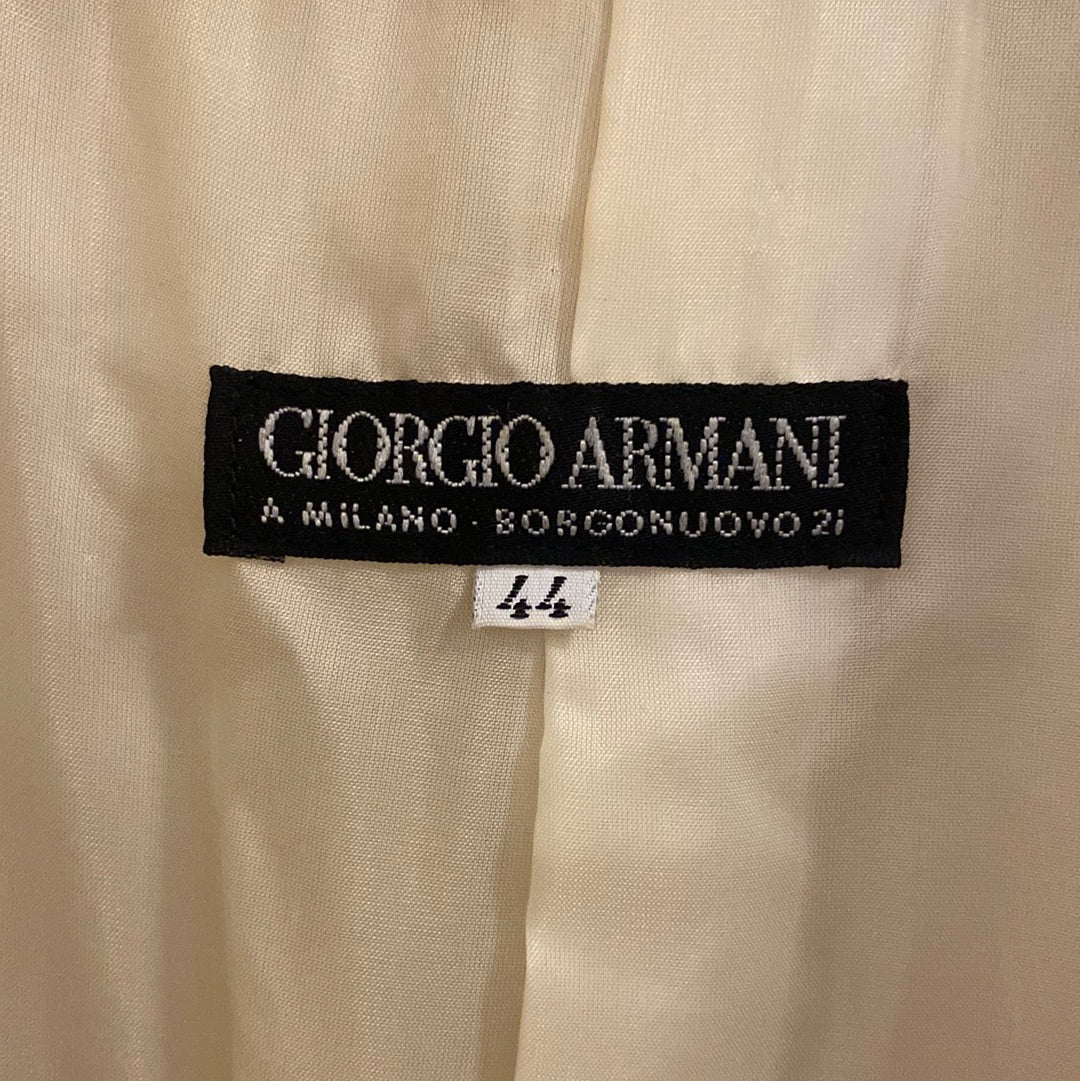 GIORGIO ARMANI
A MILANO · BORGONUOVO 21
44